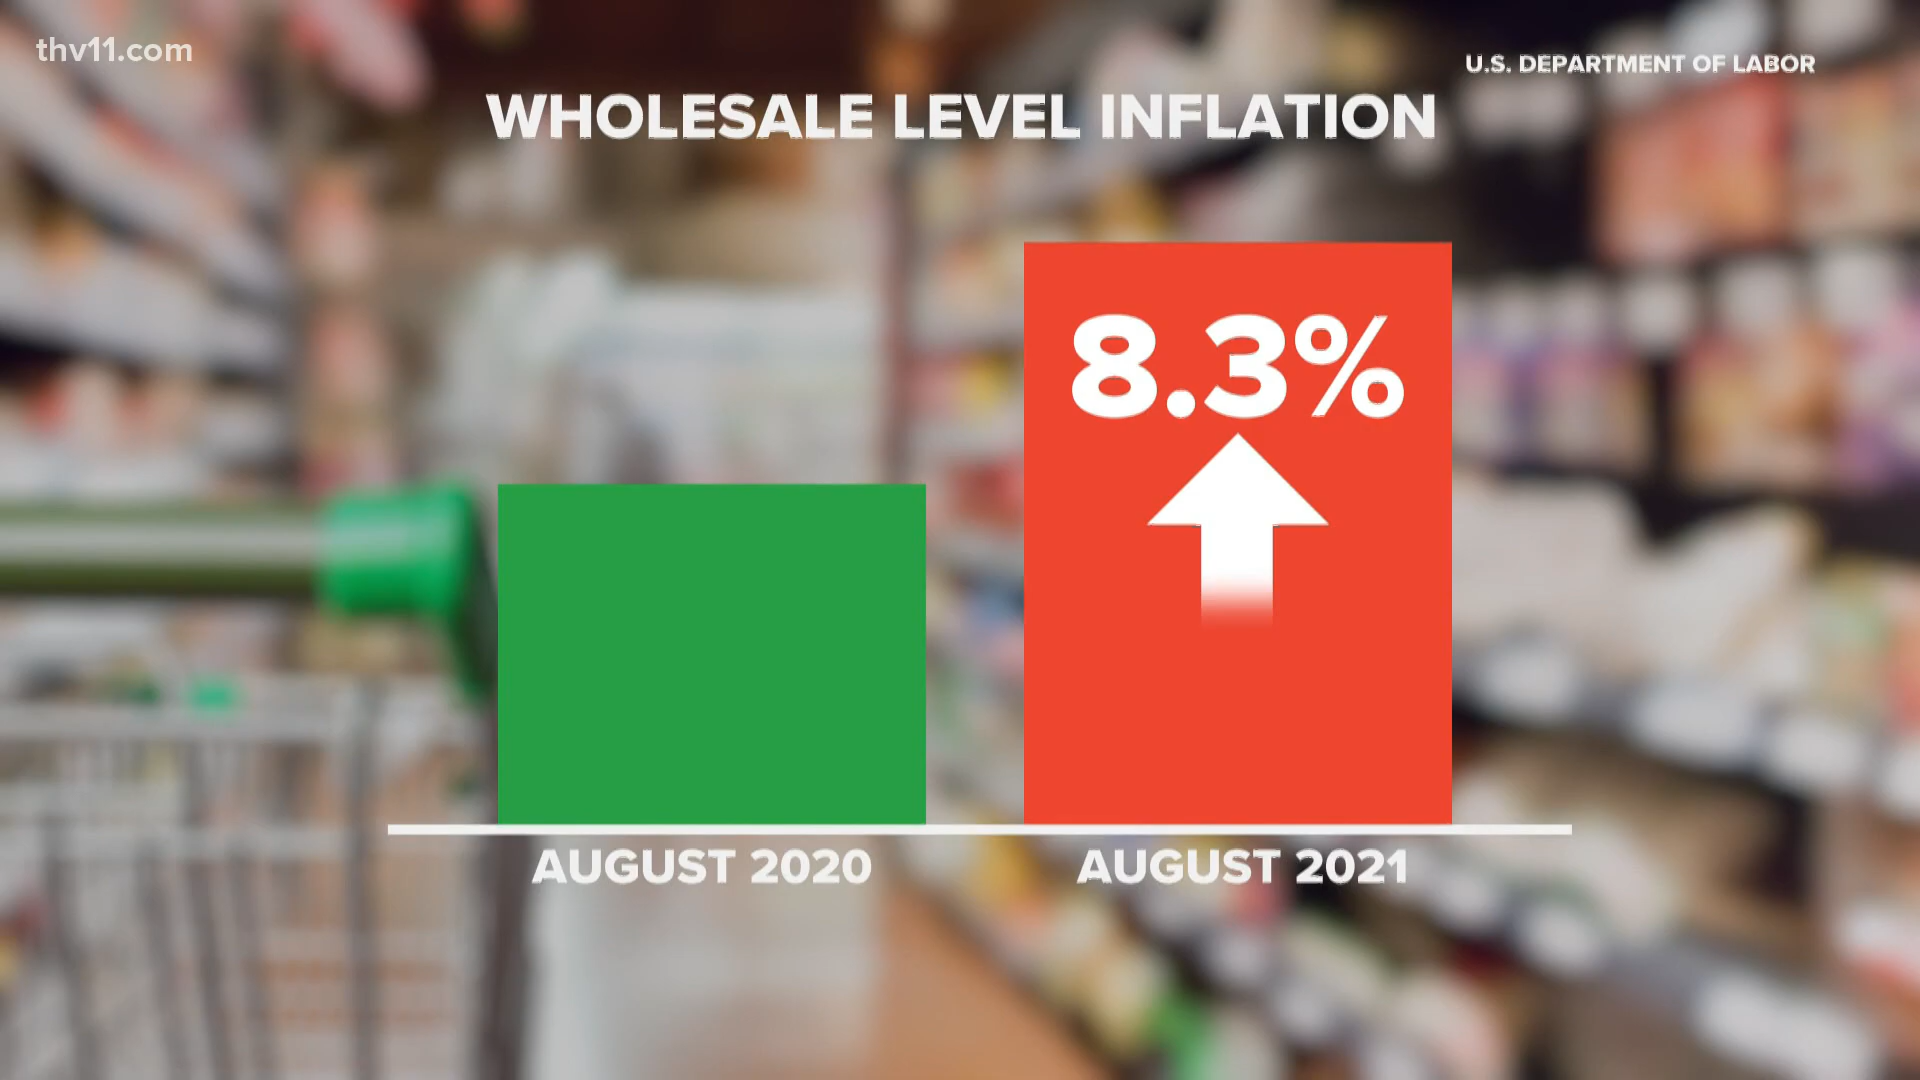 thv11.com
U.S. DEPARTMENT OF LABOR
WHOLESALE LEVEL INFLATION
8.3%
AUGUST 2020
AUGUST 2021